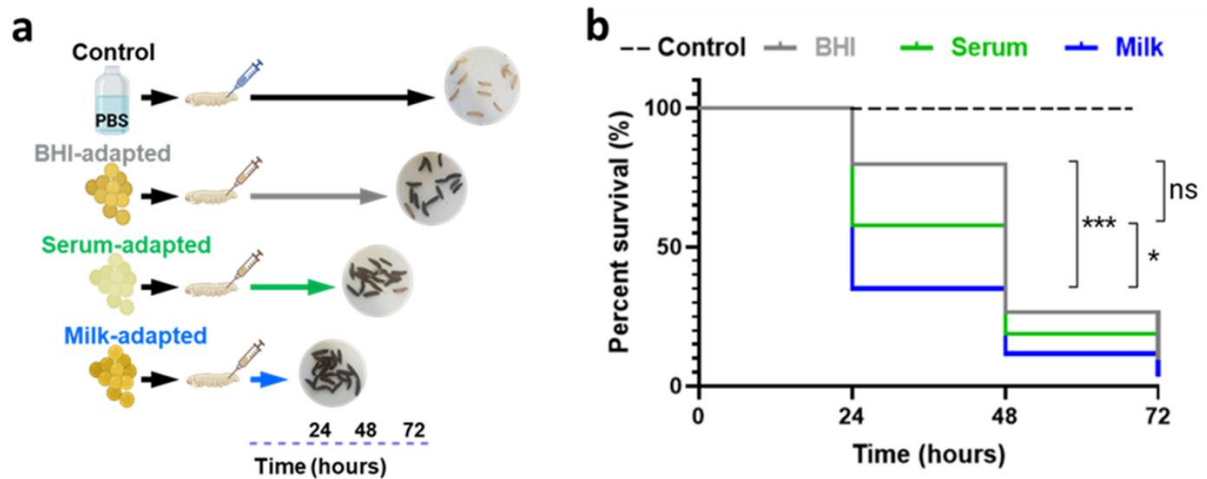 a
Control
PBS
BHI-adapted
Serum-adapted
Milk-adapted
24 48 72
Time (hours)
b
Control BHI Serum Milk
Percent survival (%)
100
50
0
***
ns
*
0 24 48 72
Time (hours)